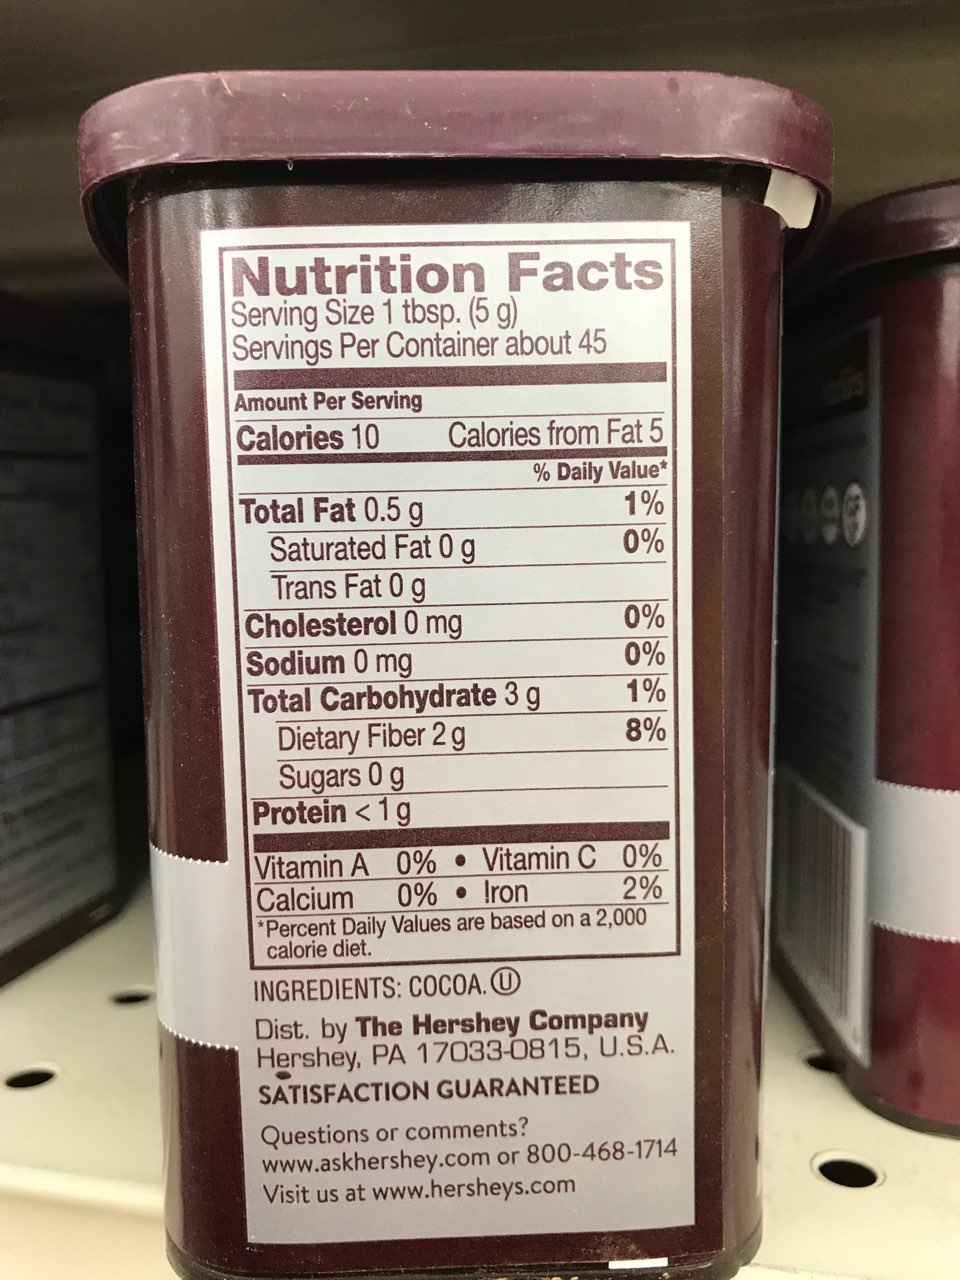 Nutrition Facts
Serving Size 1 tbsp. (5 g)
Servings Per Container about 45
Amount Per Serving
Calories 10 Calories from Fat 5
% Daily Value*
Total Fat 0.5 g 1%
Saturated Fat 0 g 0%
Trans Fat 0 g
Cholesterol 0 mg 0%
Sodium 0 mg 0%
Total Carbohydrate 3 g 1%
Dietary Fiber 2 g 8%
Sugars 0 g
Protein < 1 g
Vitamin A 0% • Vitamin C 0%
Calcium 0% • Iron 2%
*Percent Daily Values are based on a 2,000
calorie diet.
INGREDIENTS: COCOA. U
Dist. by The Hershey Company
Hershey, PA 17033-0815, U.S.A.
SATISFACTION GUARANTEED
Questions or comments?
www.askhershey.com or 800-468-1714
Visit us at www.hersheys.com
GF